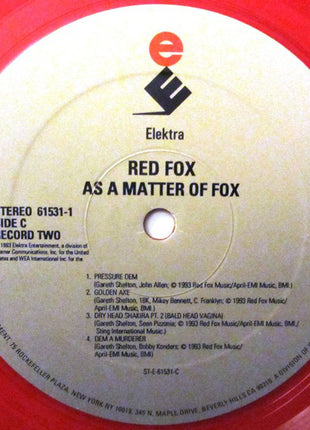 e
E
Elektra
RED FOX
AS A MATTER OF FOX
STEREO 61531-1
SIDE C
RECORD TWO
1993 Elektra Entertainment, a division of
Warner Communications, Inc. for the United
States and WEA International Inc. for the
1. PRESSURE DEM
(Gareth Shelton, John Allen; © 1993 Red Fox Music/April-EMI Music, BMI.)
2. GOLDEN AXE
(Gareth Shelton, 18K, Mikey Bennett, C. Franklyn; © 1993 Red Fox Music/
April-EMI Music, BMI.)
3. DRY HEAD SHAKIRA PT. 2 (BALD HEAD VAGINA)
(Gareth Shelton, Sean Pizzonia; © 1993 Red Fox Music/April-EMI Music, BMI./
Sting International Music.)
4. DEM A MURDERER
(Gareth Shelton, Bobby Konders; © 1993 Red Fox Music/April-EMI Music, BMI.)
ST-E-61531-C
75 ROCKEFELLER PLAZA, NEW YORK, NY 10019. 345 N. MAPLE DRIVE, BEVERLY HILLS CA 90210. A DIVISION OF